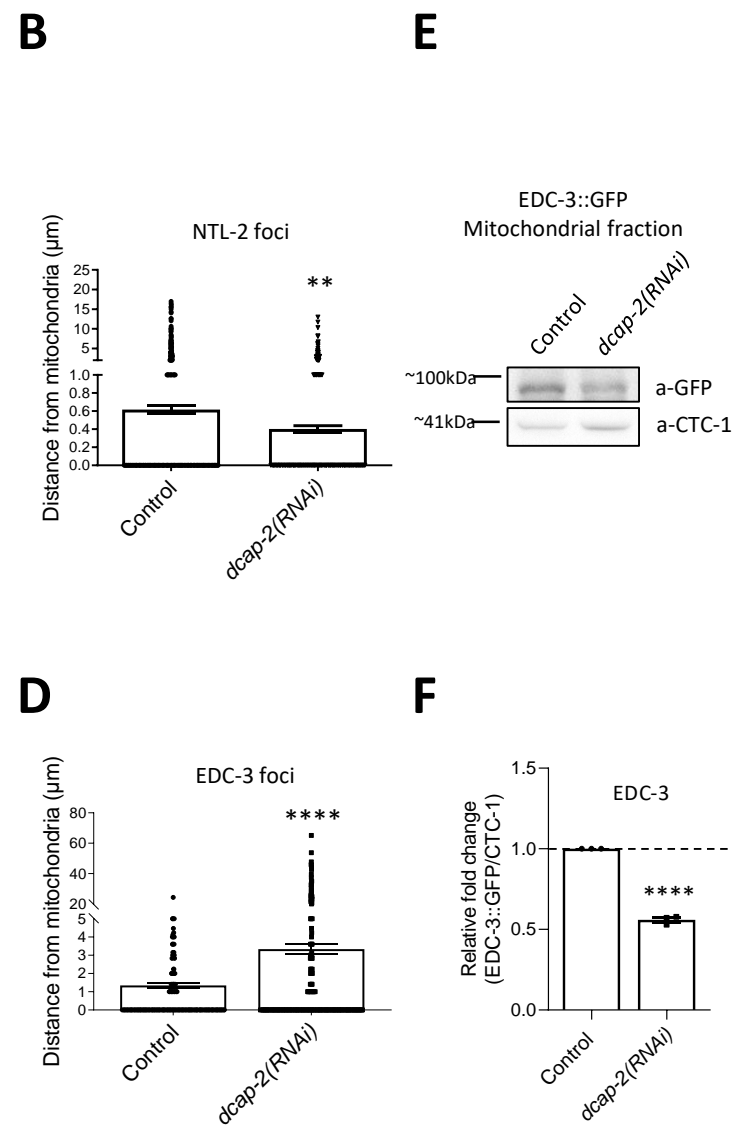 B
NTL-2 foci
Distance from mitochondria (µm)
25
20
15
10
5
1.0
0.8
0.6
0.4
0.2
0.0
**
Control
dcap-2(RNAi)
E
EDC-3::GFP
Mitochondrial fraction
Control
dcap-2(RNAi)
~100kDa
a-GFP
~41kDa
a-CTC-1
D
EDC-3 foci
Distance from mitochondria (µm)
80
60
40
20
5
4
3
2
1
0
****
Control
dcap-2(RNAi)
F
EDC-3
Relative fold change
(EDC-3::GFP/CTC-1)
1.5
1.0
0.5
0.0
****
Control
dcap-2(RNAi)